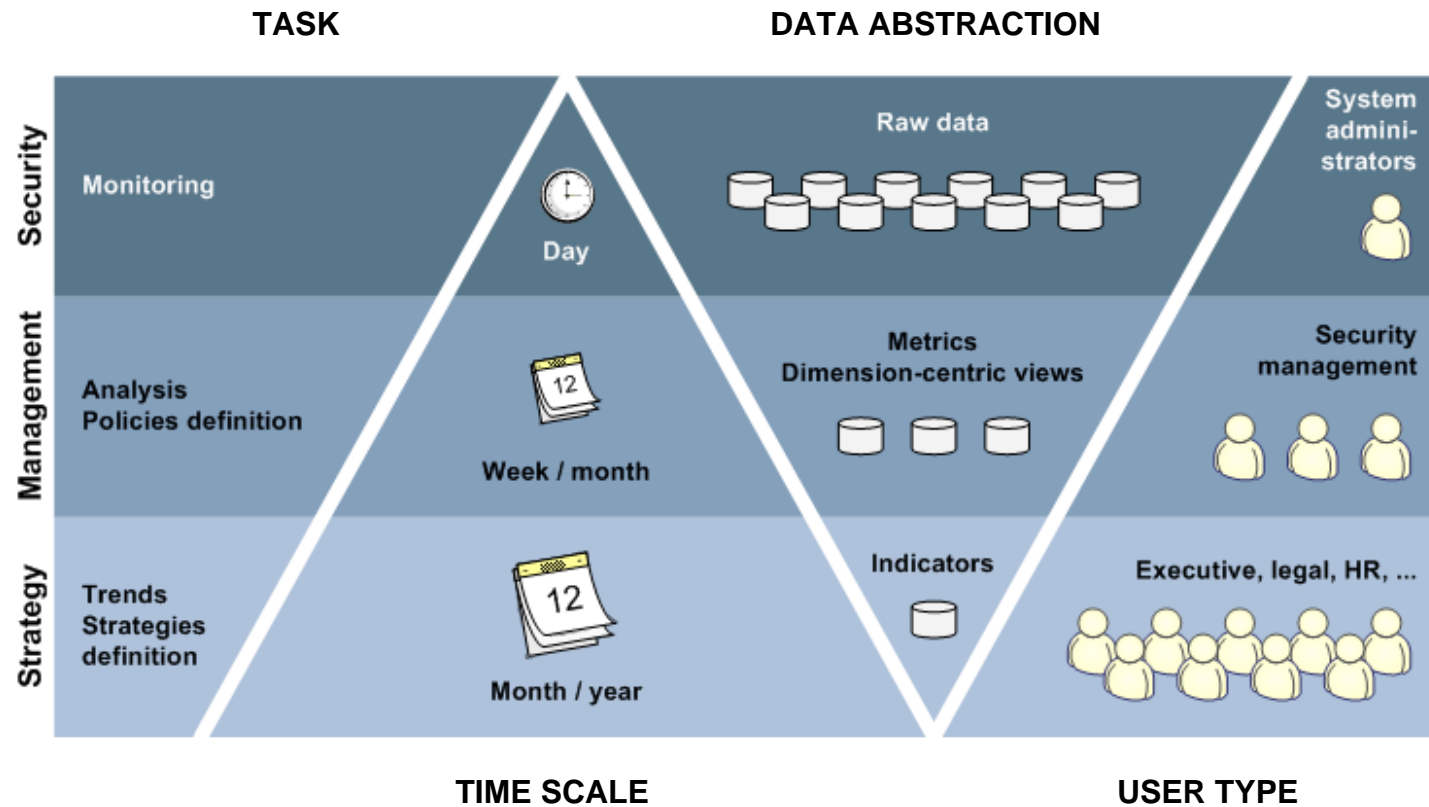 TASK
DATA ABSTRACTION
Security
Monitoring
Day
Raw data
System
admini-
strators
Management
Analysis
Policies definition
12
Week / month
Metrics
Dimension-centric views
Security
management
Strategy
Trends
Strategies
definition
12
Month / year
Indicators
Executive, legal, HR, ...
TIME SCALE
USER TYPE